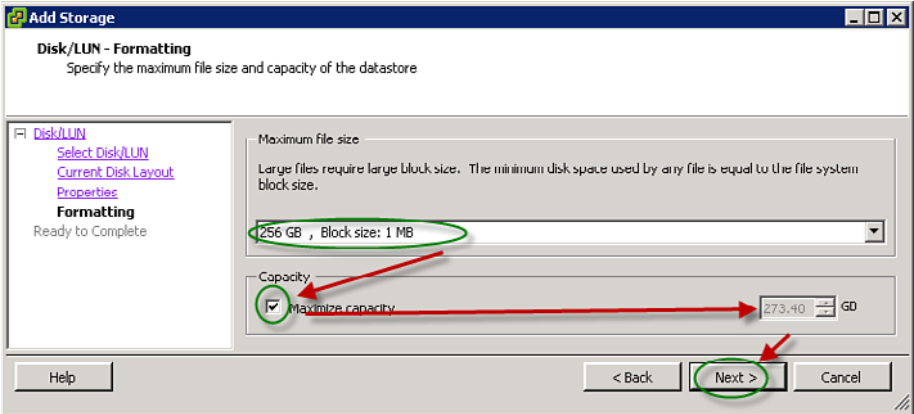 Add Storage
Disk/LUN - Formatting
Specify the maximum file size and capacity of the datastore
Disk/LUN
Select Disk/LUN
Current Disk Layout
Properties
Formatting
Ready to Complete
Maximum file size
Large files require large block size. The minimum disk space used by any file is equal to the file system
block size.
256 GB , Block size: 1 MB
Capacity
Maximize capacity
273.40 GB
Help
< Back
Next >
Cancel